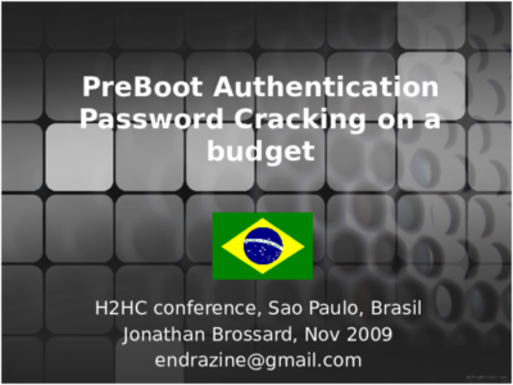 PreBoot Authentication
Password Cracking on a
budget
H2HC conference, Sao Paulo, Brasil
Jonathan Brossard, Nov 2009
endrazine@gmail.com